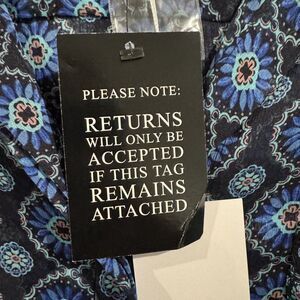 PLEASE NOTE:
RETURNS
WILL ONLY BE
ACCEPTED
IF THIS TAG
REMAINS
ATTACHED